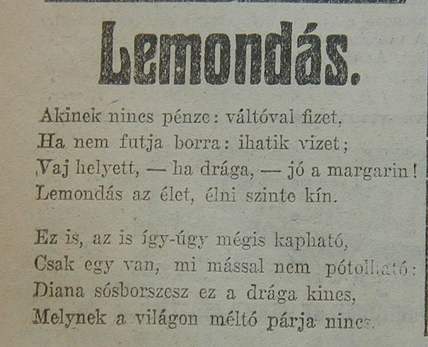 Lemondás.
Akinek nincs pénze: váltóval fizet,
Ha nem futja borra: ihatik vizet;
Vaj helyett, — ha drága, — jó a margarin!
Lemondás az élet, élni szinte kín.
Ez is, az is így-úgy mégis kapható,
Csak egy van, mi mással nem pótolható:
Diana sósborszesz ez a drága kincs,
Melynek a világon méltó párja nincs.